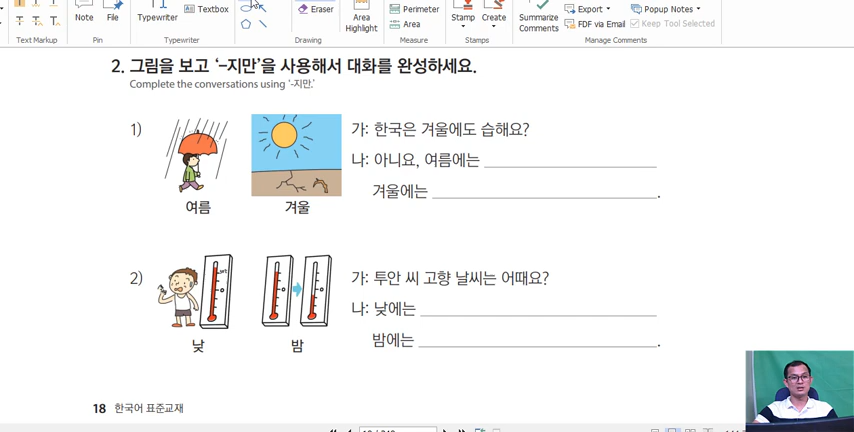 Note
File
Typewriter
Textbox
Eraser
Area Highlight
Perimeter
Area
Stamp
Create
Summarize Comments
Export
FDF via Email
Popup Notes
Keep Tool Selected
Text Markup
Pin
Typewriter
Drawing
Measure
Stamps
Manage Comments
2. 그림을 보고 ‘-지만’을 사용해서 대화를 완성하세요.
Complete the conversations using ‘-지만.’
1)
가: 한국은 겨울에도 습해요?
나: 아니요, 여름에는
겨울에는 .
여름
겨울
2)
가: 투안 씨 고향 날씨는 어때요?
나: 낮에는
밤에는 .
낮
밤
18 한국어 표준교재